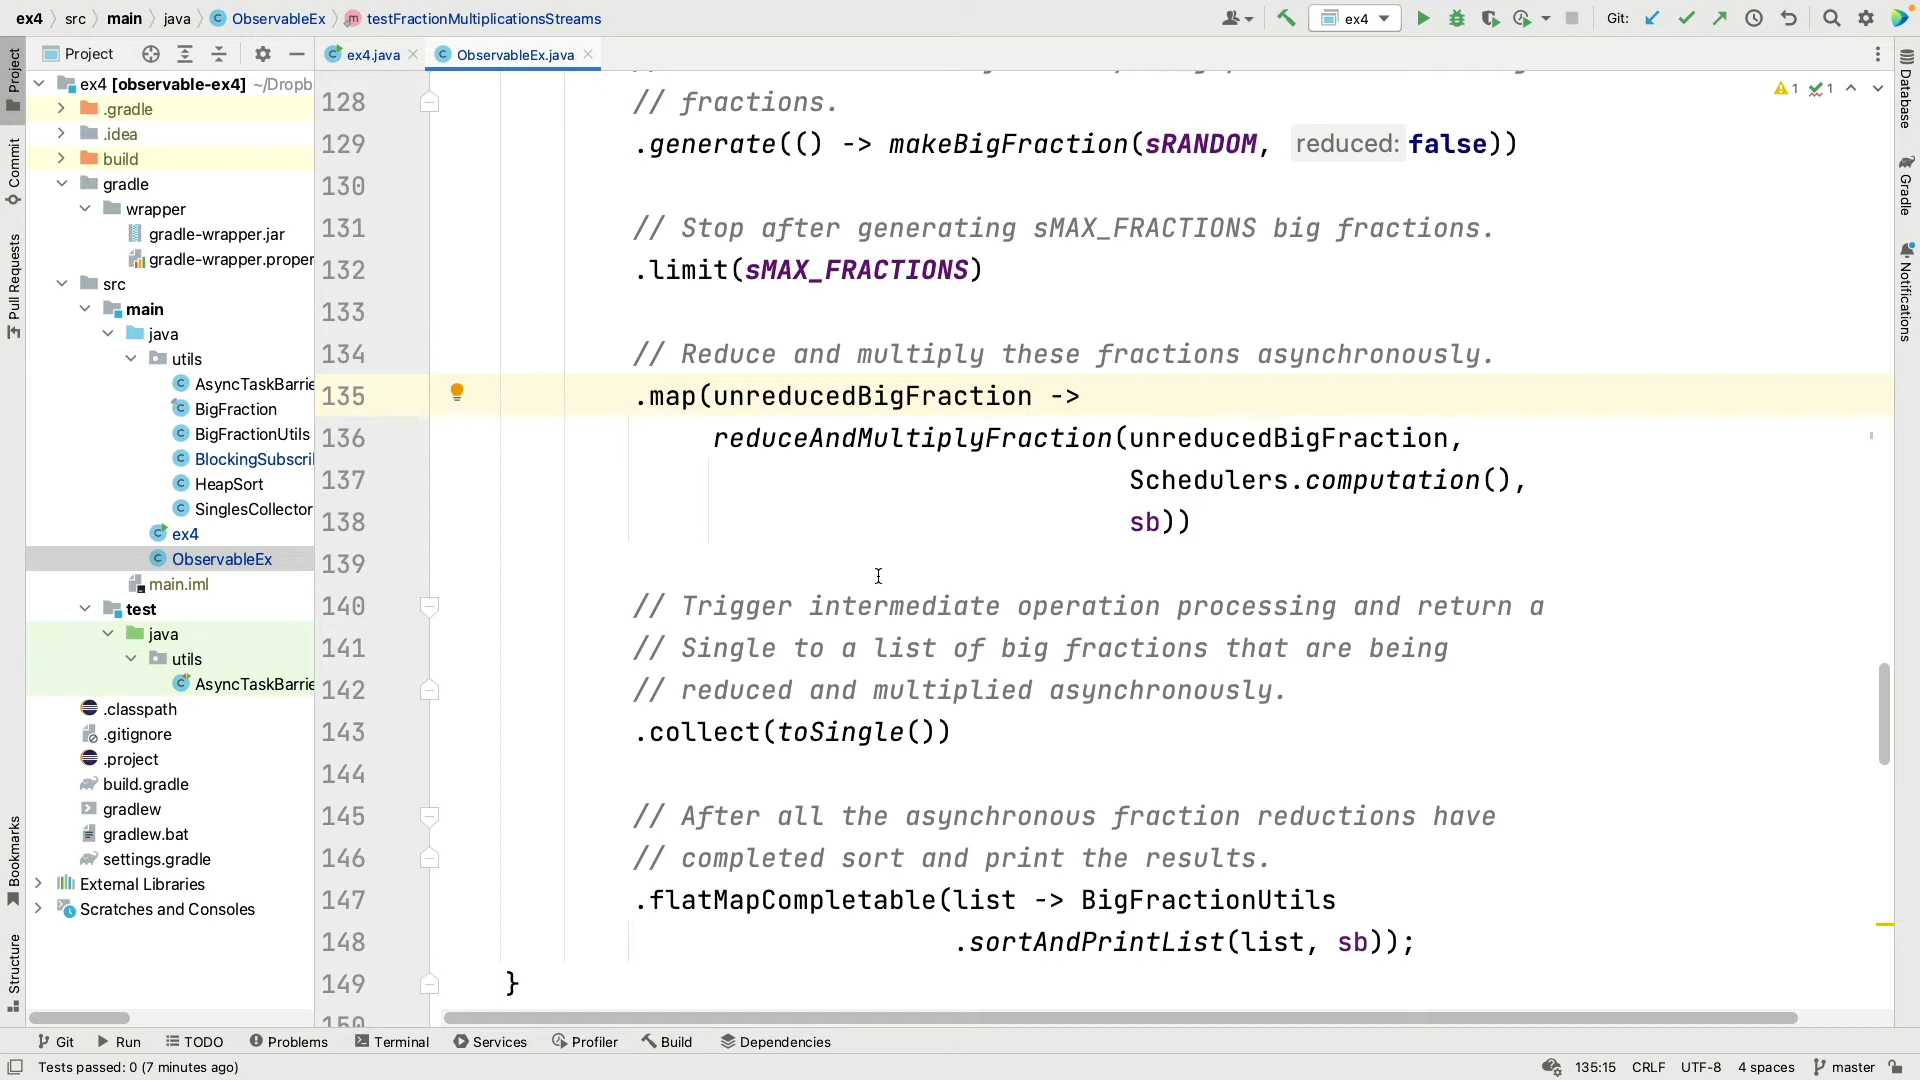 ex4 src main java ObservableEx testFractionMultiplicationsStreams
ex4
Git:
Project
ex4.java
ObservableEx.java
Project
Commit
Pull Requests
Bookmarks
Structure
ex4 [observable-ex4] ~/Dropb
.gradle
.idea
build
gradle
wrapper
gradle-wrapper.jar
gradle-wrapper.proper
src
main
java
utils
AsyncTaskBarrie
BigFraction
BigFractionUtils
BlockingSubscri
HeapSort
SinglesCollector
ex4
ObservableEx
main.iml
test
java
utils
AsyncTaskBarrie
.classpath
.gitignore
.project
build.gradle
gradlew
gradlew.bat
settings.gradle
External Libraries
Scratches and Consoles
128 // fractions.
129 .generate(() -> makeBigFraction(sRANDOM, reduced: false))
130
131 // Stop after generating sMAX_FRACTIONS big fractions.
132 .limit(sMAX_FRACTIONS)
133
134 // Reduce and multiply these fractions asynchronously.
135 .map(unreducedBigFraction ->
136 reduceAndMultiplyFraction(unreducedBigFraction,
137 Schedulers.computation(),
138 sb))
139
140 // Trigger intermediate operation processing and return a
141 // Single to a list of big fractions that are being
142 // reduced and multiplied asynchronously.
143 .collect(toSingle())
144
145 // After all the asynchronous fraction reductions have
146 // completed sort and print the results.
147 .flatMapCompletable(list -> BigFractionUtils
148 .sortAndPrintList(list, sb));
149 }
150
1 1
Database
Gradle
Notifications
Git Run TODO Problems Terminal Services Profiler Build Dependencies
Tests passed: 0 (7 minutes ago)
135:15 CRLF UTF-8 4 spaces master